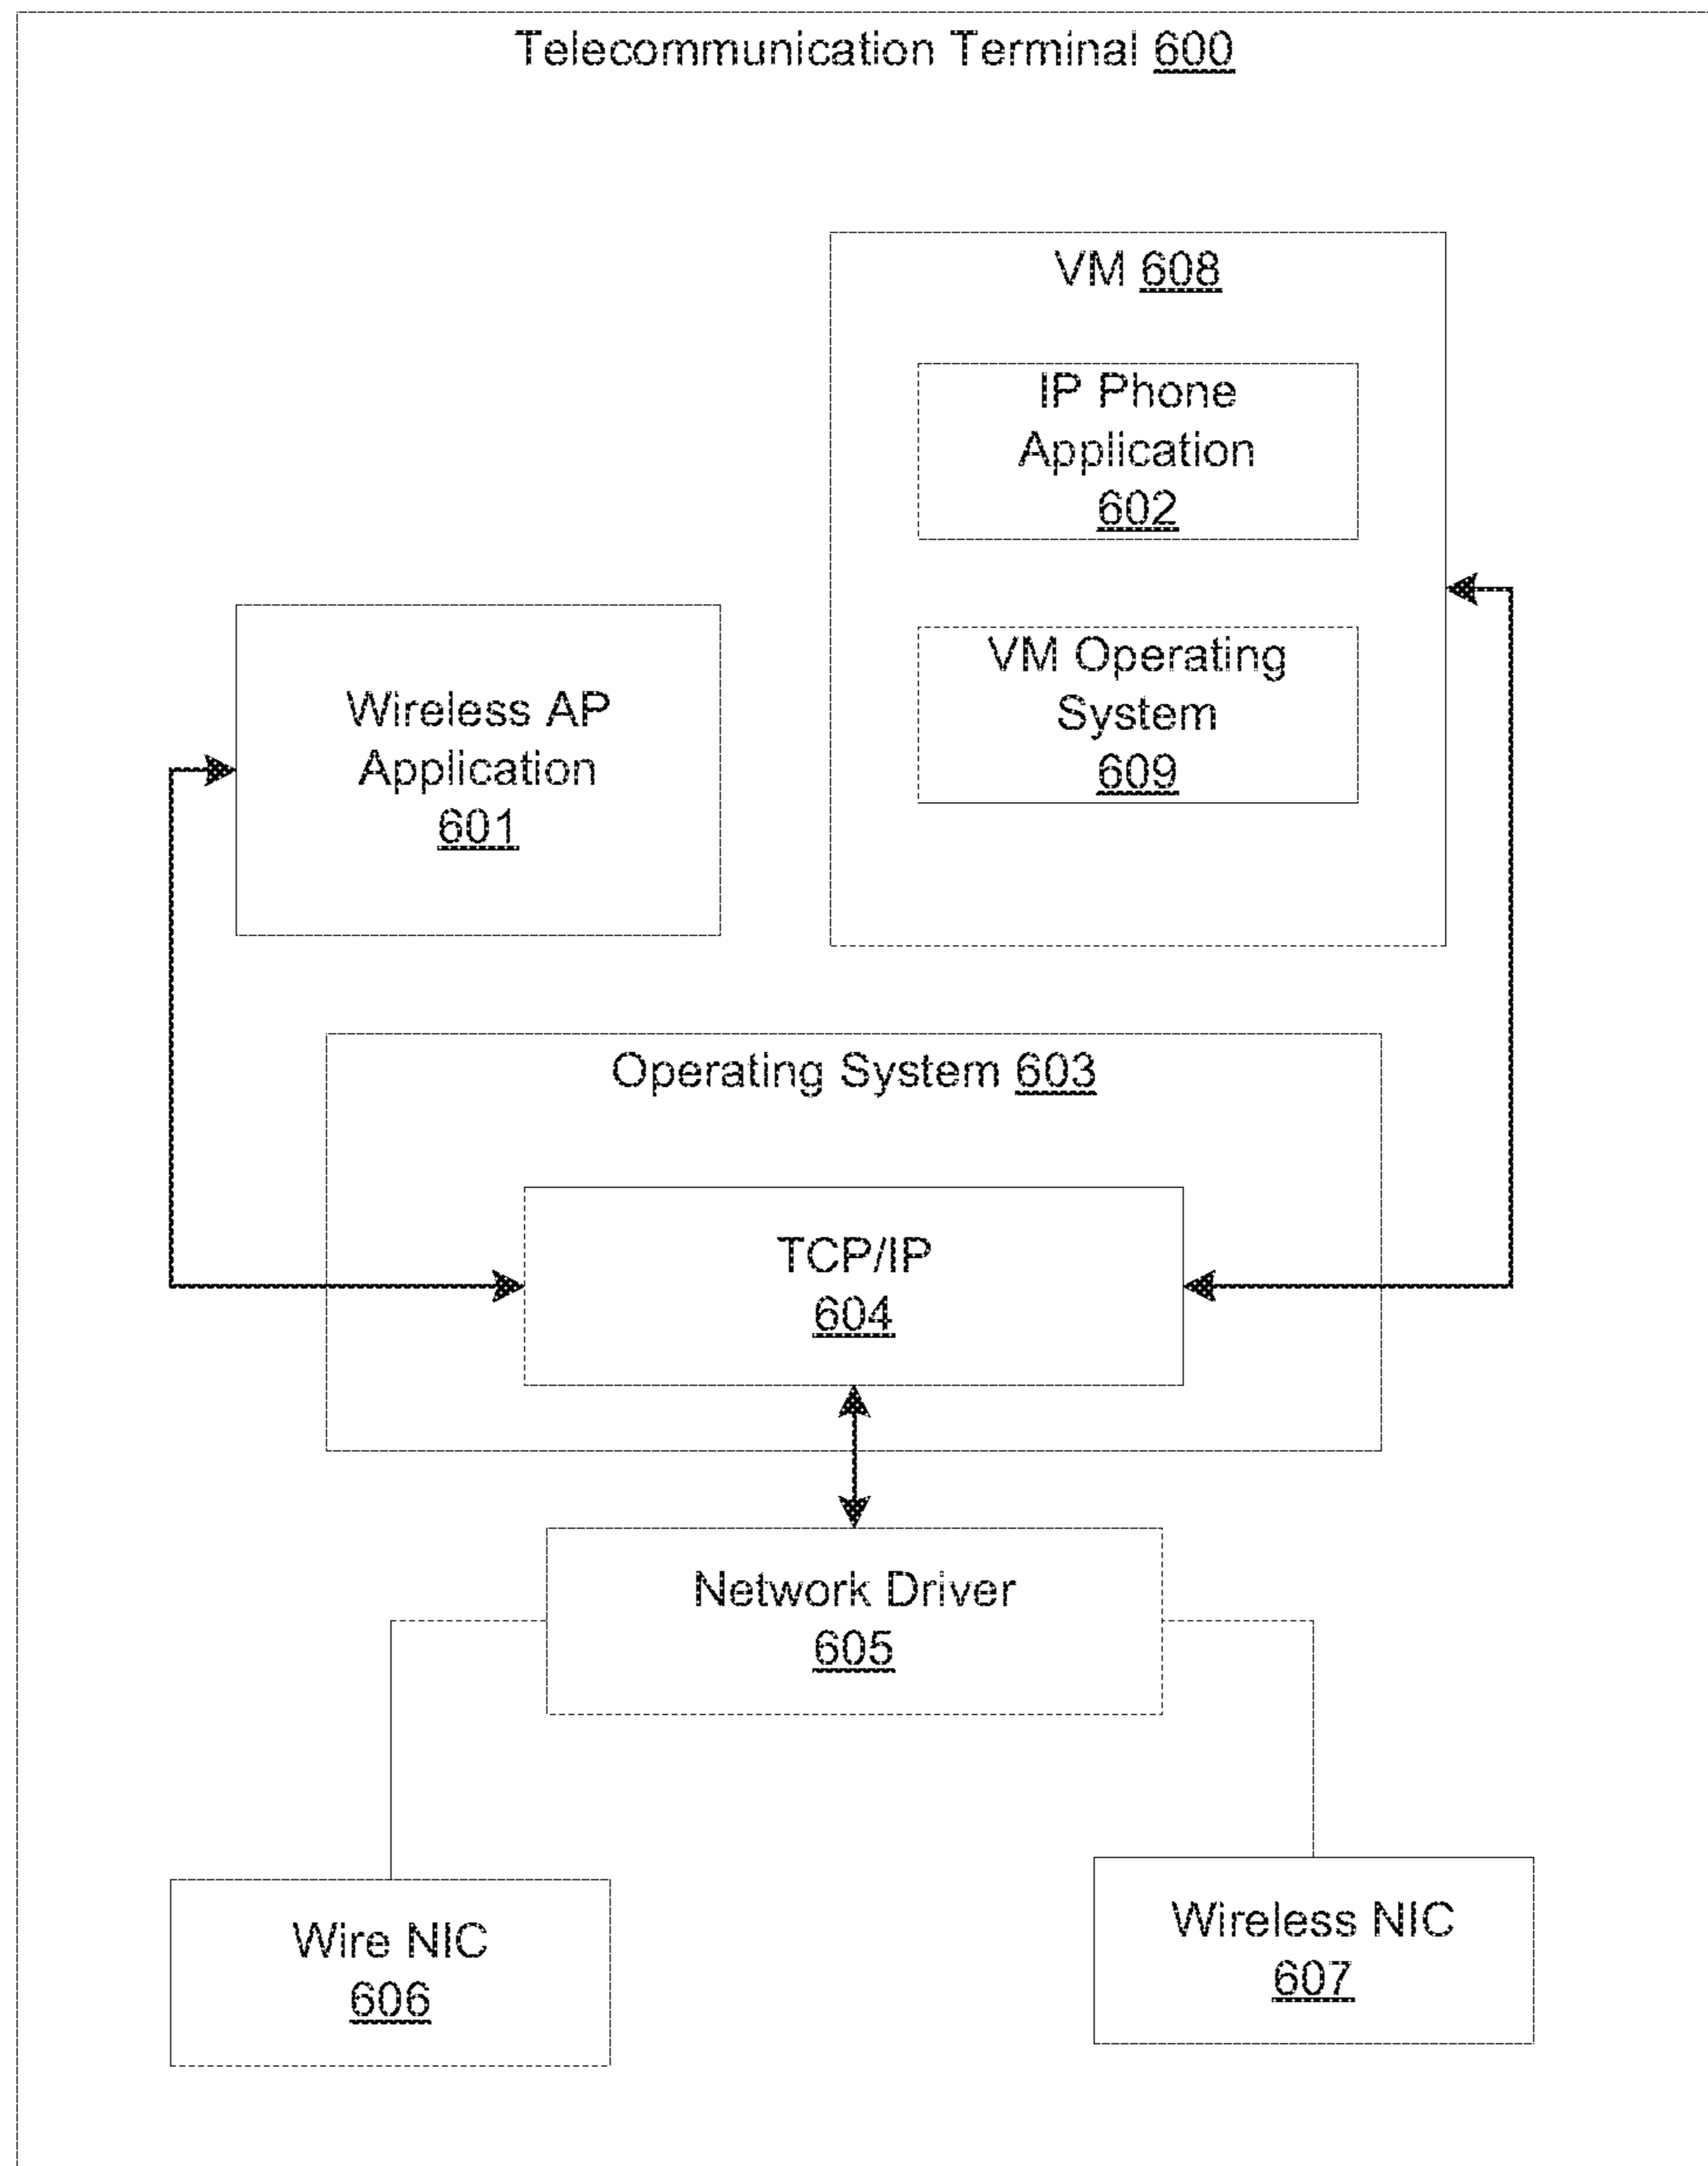 Telecommunication Terminal 600
VM 608
IP Phone
Application
602
VM Operating
System
609
Wireless AP
Application
601
Operating System 603
TCP/IP
604
Network Driver
605
Wire NIC
606
Wireless NIC
607